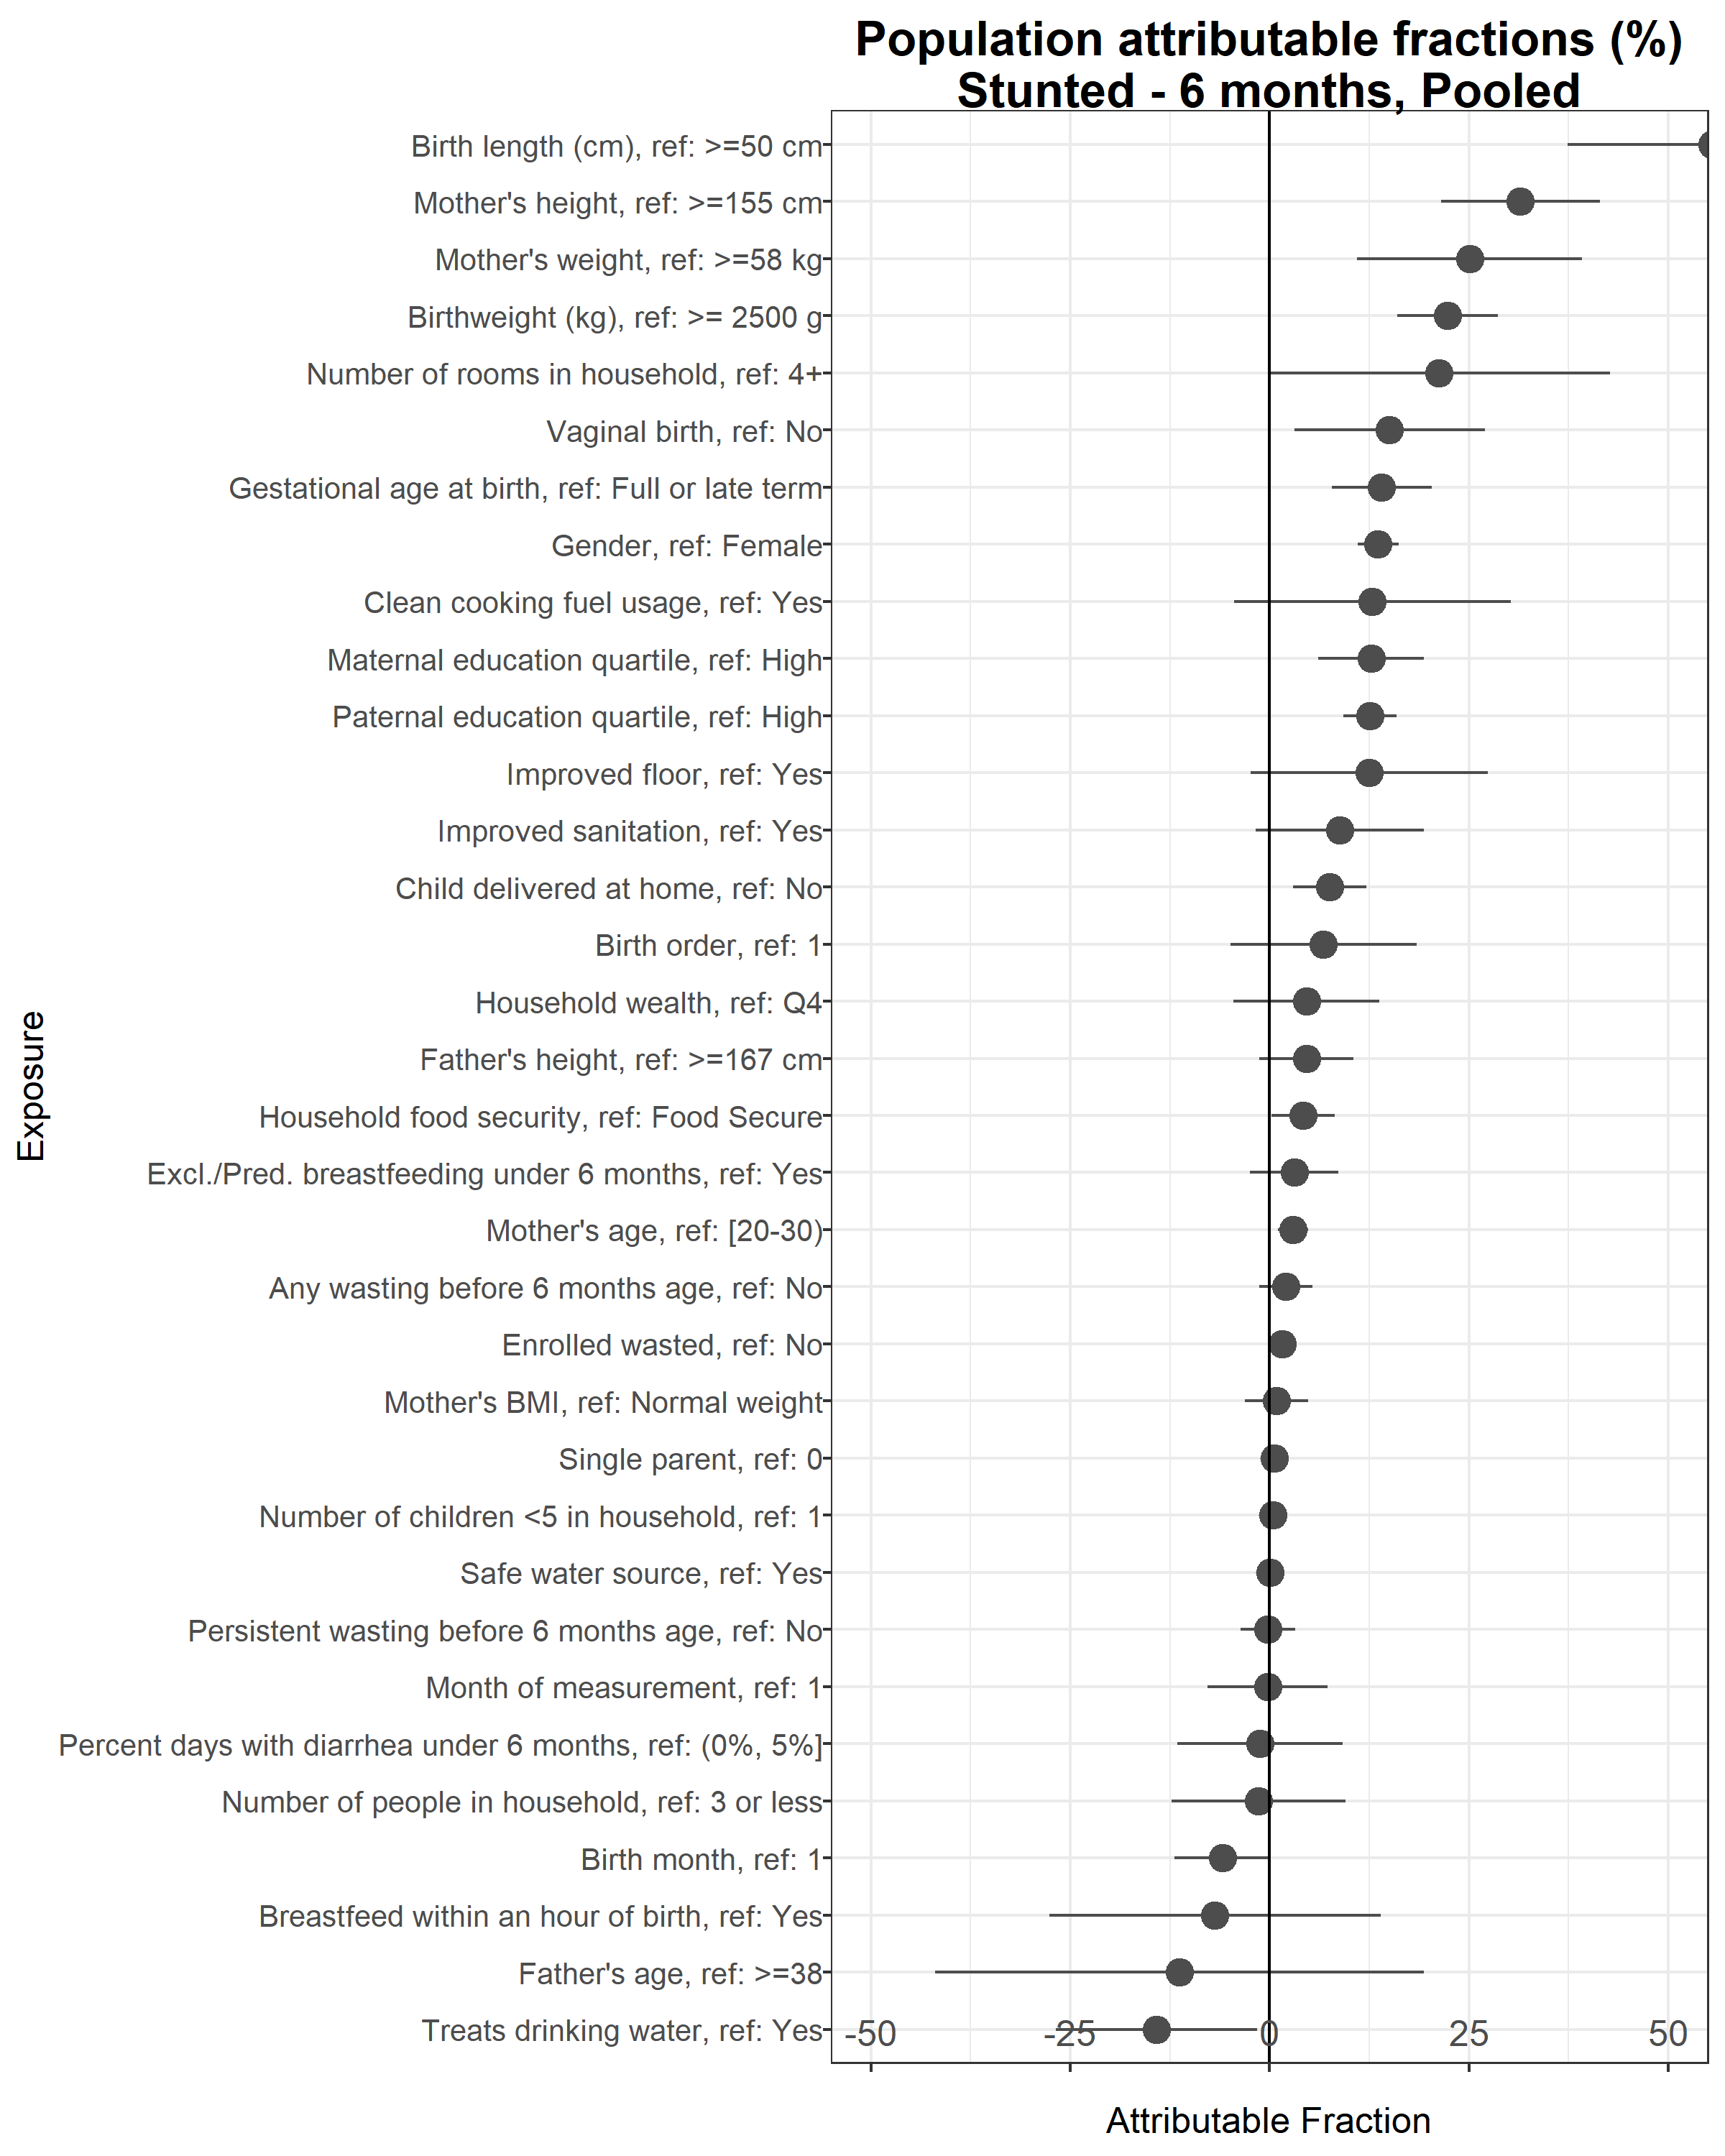 Population attributable fractions (%)
Stunted - 6 months, Pooled
Birth length (cm), ref: >=50 cm
Mother's height, ref: >=155 cm
Mother's weight, ref: >=58 kg
Birthweight (kg), ref: >= 2500 g
Number of rooms in household, ref: 4+
Vaginal birth, ref: No
Gestational age at birth, ref: Full or late term
Gender, ref: Female
Clean cooking fuel usage, ref: Yes
Maternal education quartile, ref: High
Paternal education quartile, ref: High
Improved floor, ref: Yes
Improved sanitation, ref: Yes
Child delivered at home, ref: No
Birth order, ref: 1
Household wealth, ref: Q4
Father's height, ref: >=167 cm
Household food security, ref: Food Secure
Excl./Pred. breastfeeding under 6 months, ref: Yes
Mother's age, ref: [20-30)
Any wasting before 6 months age, ref: No
Enrolled wasted, ref: No
Mother's BMI, ref: Normal weight
Single parent, ref: 0
Number of children <5 in household, ref: 1
Safe water source, ref: Yes
Persistent wasting before 6 months age, ref: No
Month of measurement, ref: 1
Percent days with diarrhea under 6 months, ref: (0%, 5%]
Number of people in household, ref: 3 or less
Birth month, ref: 1
Breastfeed within an hour of birth, ref: Yes
Father's age, ref: >=38
Treats drinking water, ref: Yes
Exposure
-50 -25 0 25 50
Attributable Fraction